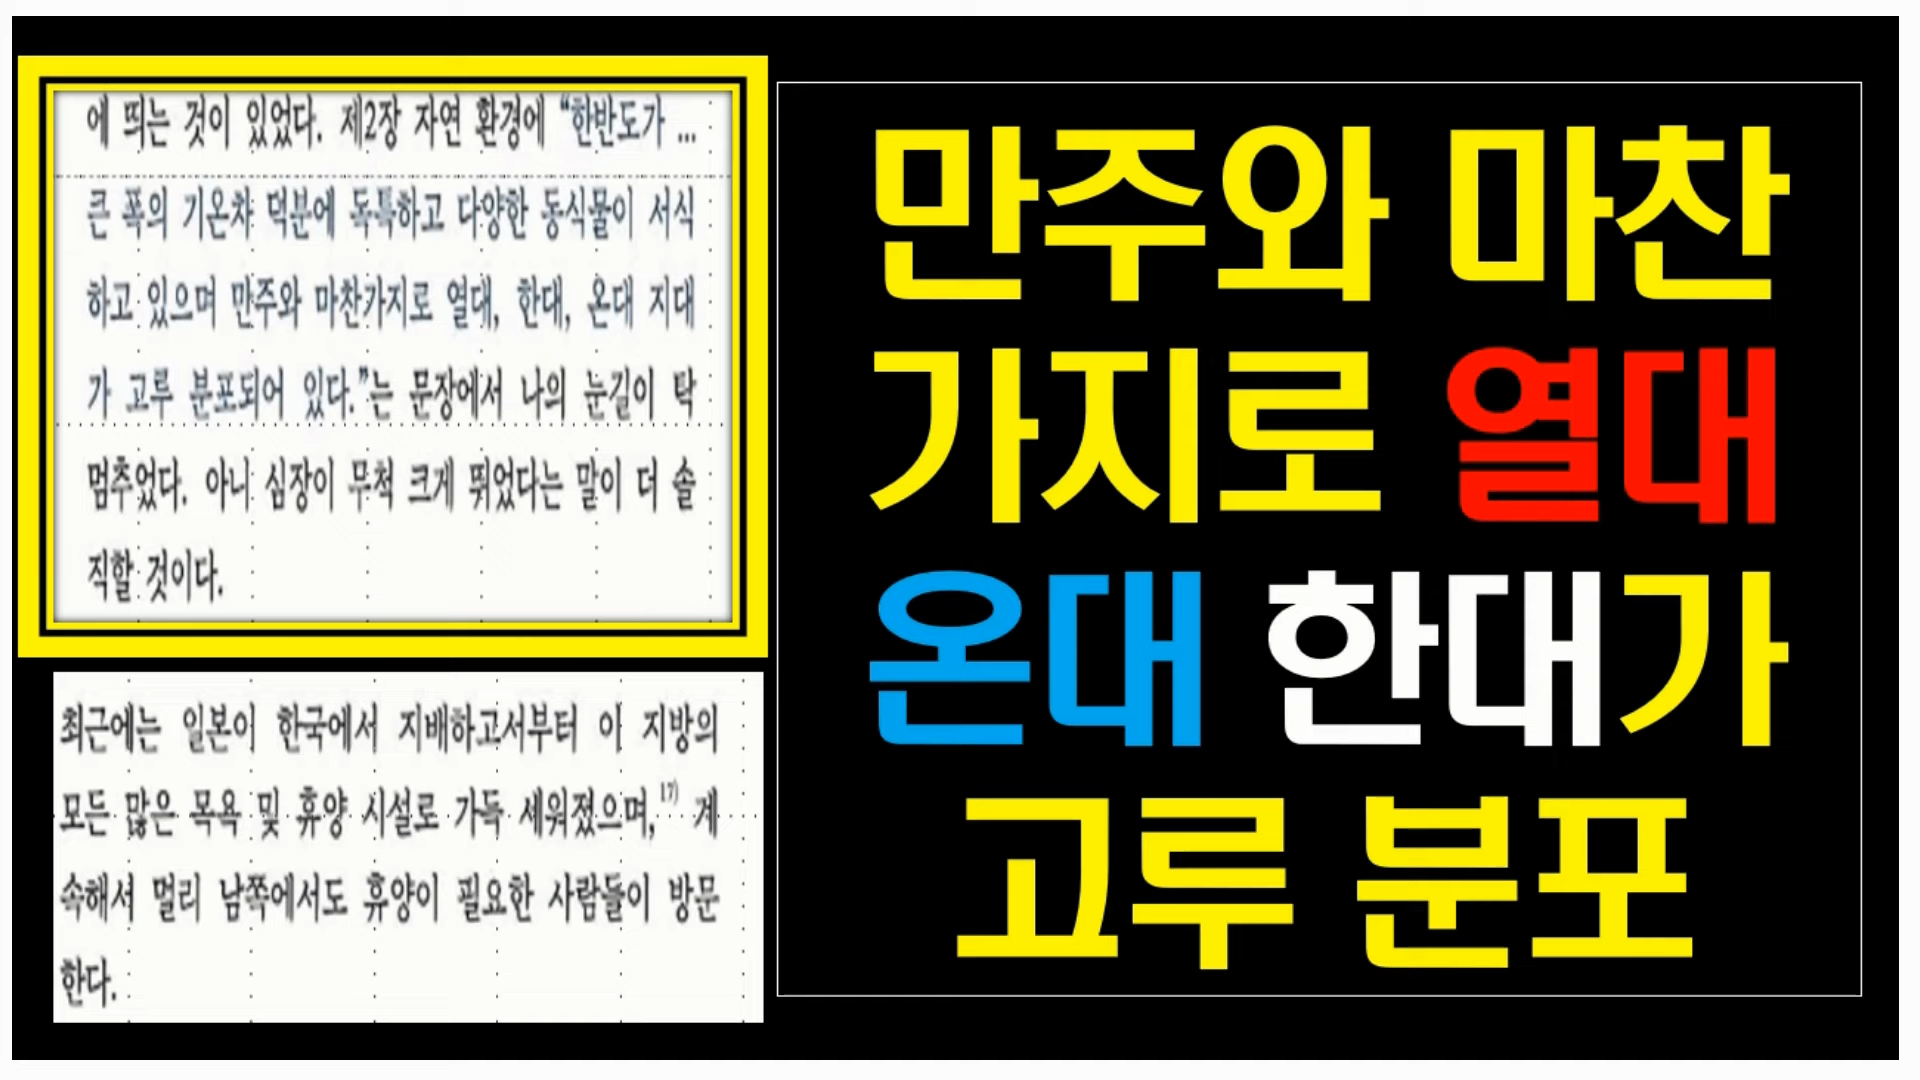 에 띄는 것이 있었다. 제2장 자연 환경에 “한반도가 ...
큰 폭의 기온차 덕분에 독특하고 다양한 동식물이 서식
하고 있으며 만주와 마찬가지로 열대, 한대, 온대 지대
가 고루 분포되어 있다.”는 문장에서 나의 눈길이 탁
멈추었다. 아니 심장이 무척 크게 뛰었다는 말이 더 솔
직할 것이다.
최근에는 일본이 한국에서 지배하고서부터 이 지방의
모든 많은 목욕 및 휴양 시설로 가득 세워졌으며,17) 계
속해서 멀리 남쪽에서도 휴양이 필요한 사람들이 방문
한다.
만주와 마찬
가지로 열대
온대 한대가
고루 분포